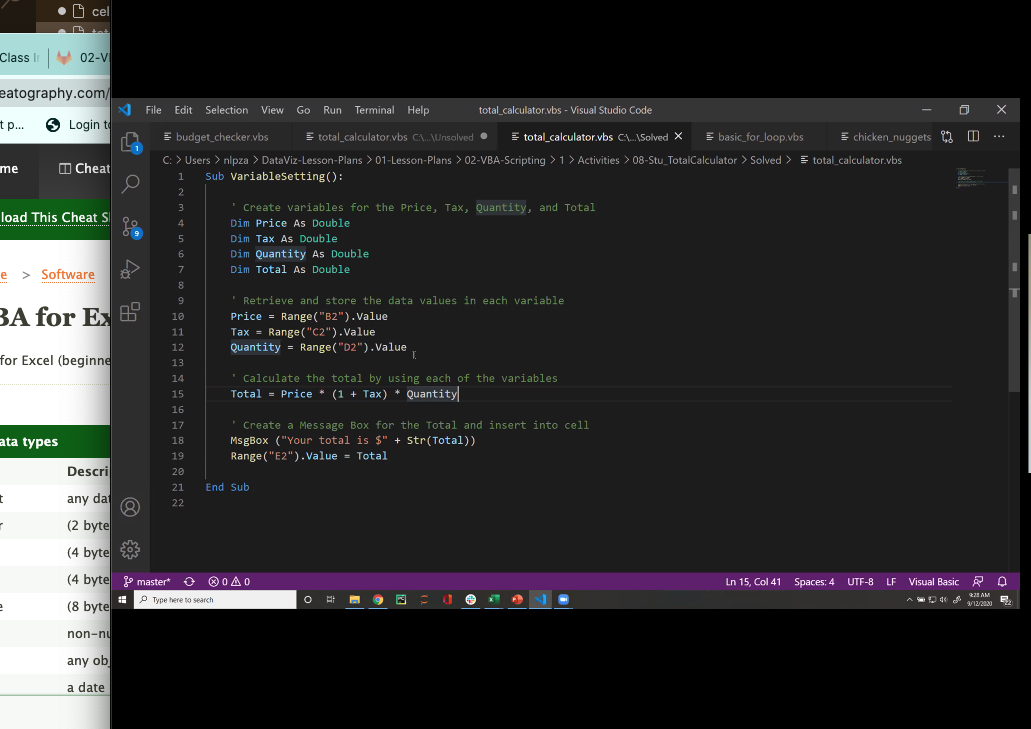 cel
Class I
02-V
eatography.com/
t p...
Login to
me
Cheat
load This Cheat S
e > Software
BA for Ex
for Excel (beginne
ata types
Descri
t any dat
r (2 byte
(4 byte
(4 byte
e (8 byte
non-nu
any obj
a date
File Edit Selection View Go Run Terminal Help total_calculator.vbs - Visual Studio Code
budget_checker.vbs total_calculator.vbs C:\...\Unsolved total_calculator.vbs C:\...\Solved basic_for_loop.vbs chicken_nuggets
C: > Users > nlpza > DataViz-Lesson-Plans > 01-Lesson-Plans > 02-VBA-Scripting > 1 > Activities > 08-Stu_TotalCalculator > Solved > total_calculator.vbs
1
9
1 Sub VariableSetting():
2
3 ' Create variables for the Price, Tax, Quantity, and Total
4 Dim Price As Double
5 Dim Tax As Double
6 Dim Quantity As Double
7 Dim Total As Double
8
9 ' Retrieve and store the data values in each variable
10 Price = Range("B2").Value
11 Tax = Range("C2").Value
12 Quantity = Range("D2").Value
13
14 ' Calculate the total by using each of the variables
15 Total = Price * (1 + Tax) * Quantity
16
17 ' Create a Message Box for the Total and insert into cell
18 MsgBox ("Your total is $" + Str(Total))
19 Range("E2").Value = Total
20
21 End Sub
22
master* 0 0 Ln 15, Col 41 Spaces: 4 UTF-8 LF Visual Basic
Type here to search
9:28 AM
9/12/2020
22